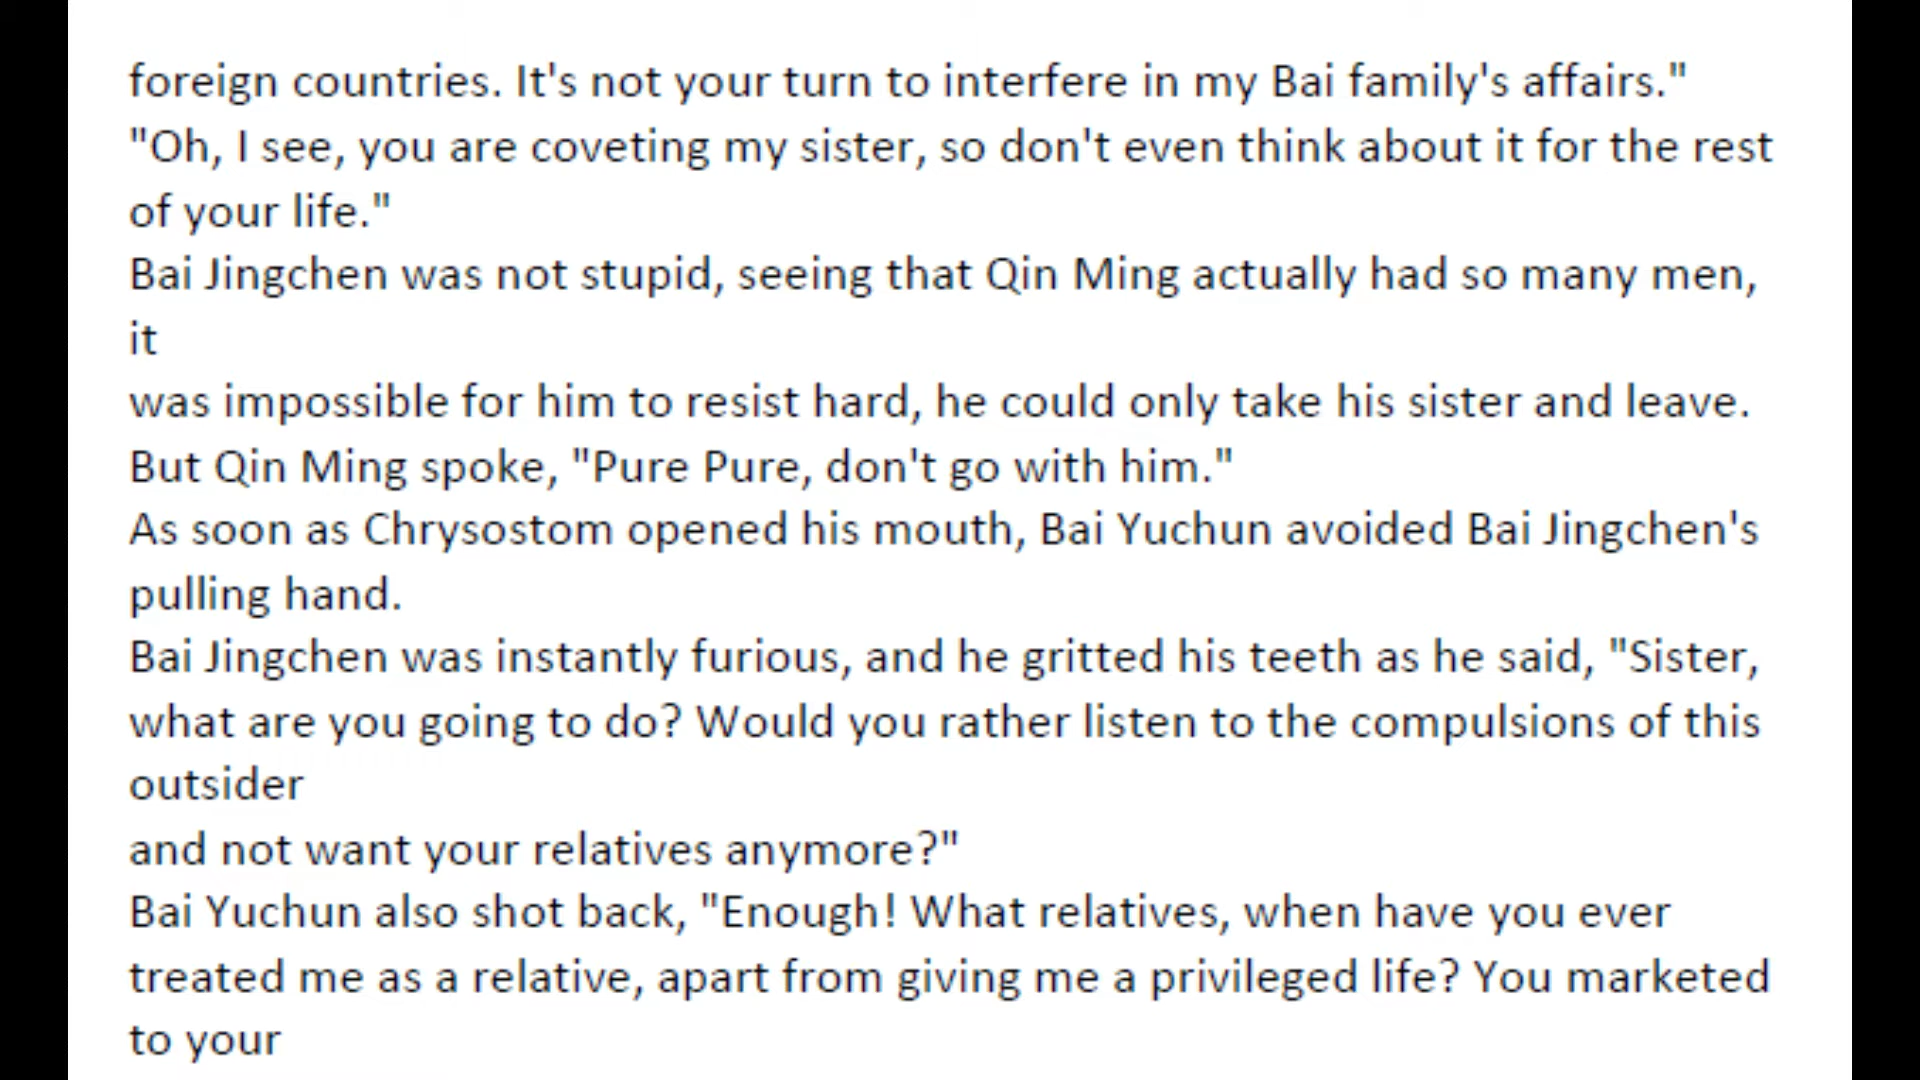 foreign countries. It's not your turn to interfere in my Bai family's affairs."
"Oh, I see, you are coveting my sister, so don't even think about it for the rest
of your life."
Bai Jingchen was not stupid, seeing that Qin Ming actually had so many men,
it
was impossible for him to resist hard, he could only take his sister and leave.
But Qin Ming spoke, "Pure Pure, don't go with him."
As soon as Chrysostom opened his mouth, Bai Yuchun avoided Bai Jingchen's
pulling hand.
Bai Jingchen was instantly furious, and he gritted his teeth as he said, "Sister,
what are you going to do? Would you rather listen to the compulsions of this
outsider
and not want your relatives anymore?"
Bai Yuchun also shot back, "Enough! What relatives, when have you ever
treated me as a relative, apart from giving me a privileged life? You marketed
to your